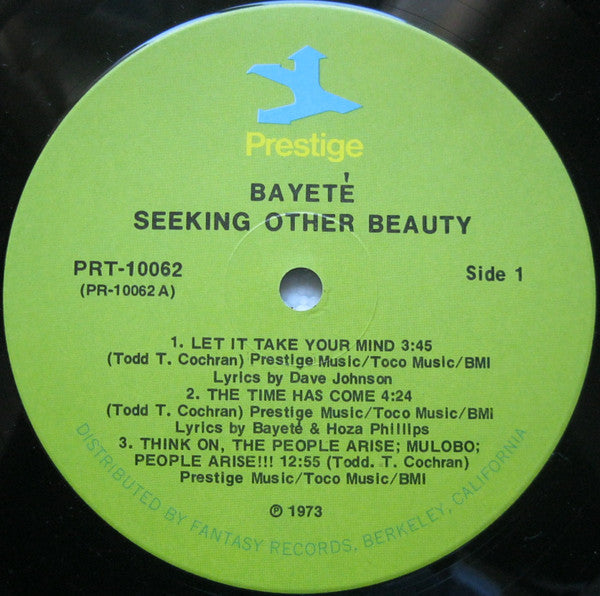 Prestige
BAYETÉ
SEEKING OTHER BEAUTY
PRT-10062
(PR-10062 A)
Side 1
1. LET IT TAKE YOUR MIND 3:45
(Todd T. Cochran) Prestige Music/Toco Music/BMI
Lyrics by Dave Johnson
2. THE TIME HAS COME 4:24
(Todd T. Cochran) Prestige Music/Toco Music/BMI
Lyrics by Bayeté & Hoza Phillips
3. THINK ON, THE PEOPLE ARISE; MULOBO;
PEOPLE ARISE!!! 12:55 (Todd. T. Cochran)
Prestige Music/Toco Music/BMI
℗ 1973
DISTRIBUTED BY FANTASY RECORDS, BERKELEY, CALIFORNIA